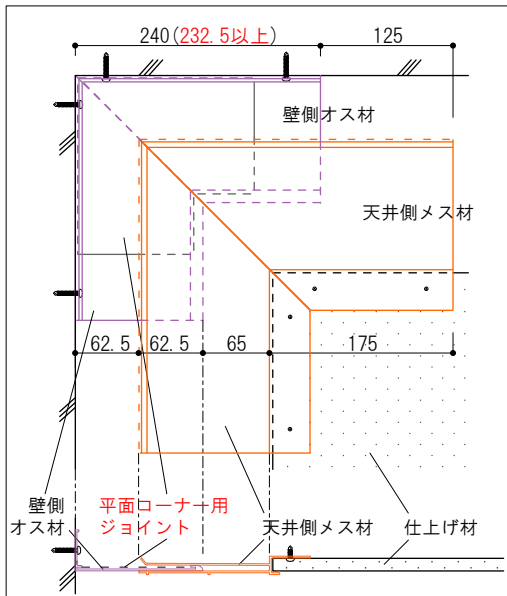 240(232.5以上)
125
壁側オス材
天井側メス材
62.5
62.5
65
175
壁側
オス材
平面コーナー用
ジョイント
天井側メス材
仕上げ材